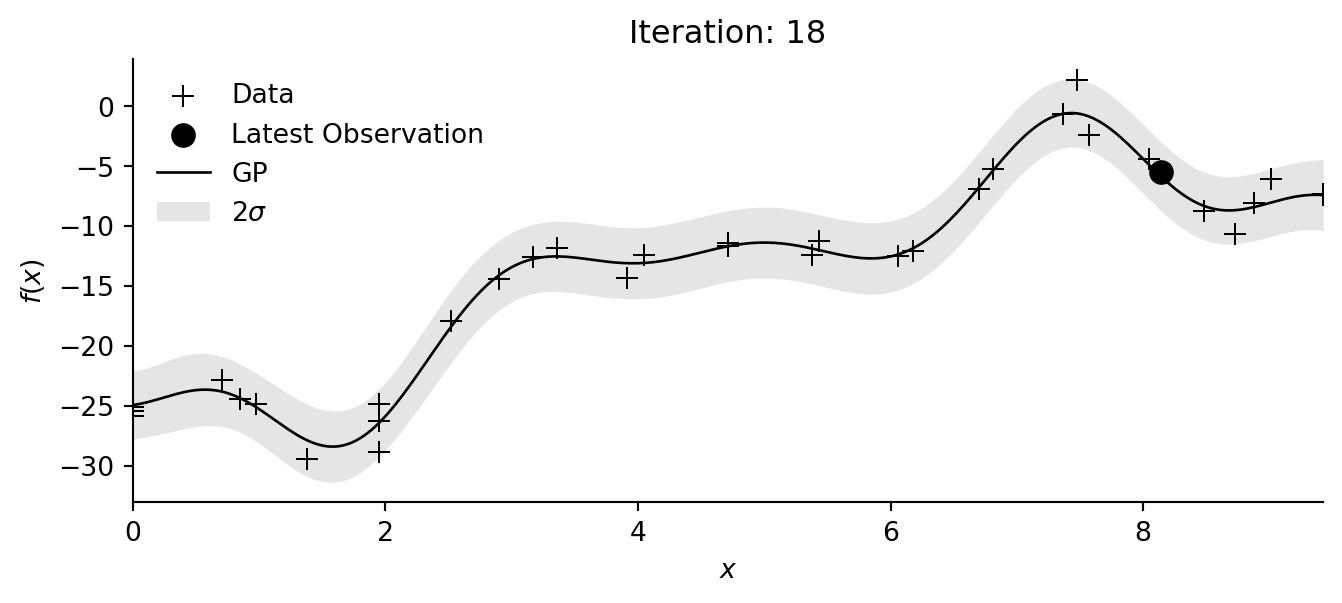 Iteration: 18
Data
Latest Observation
GP
2σ
f(x)
0
−5
−10
−15
−20
−25
−30
0 2 4 6 8
x